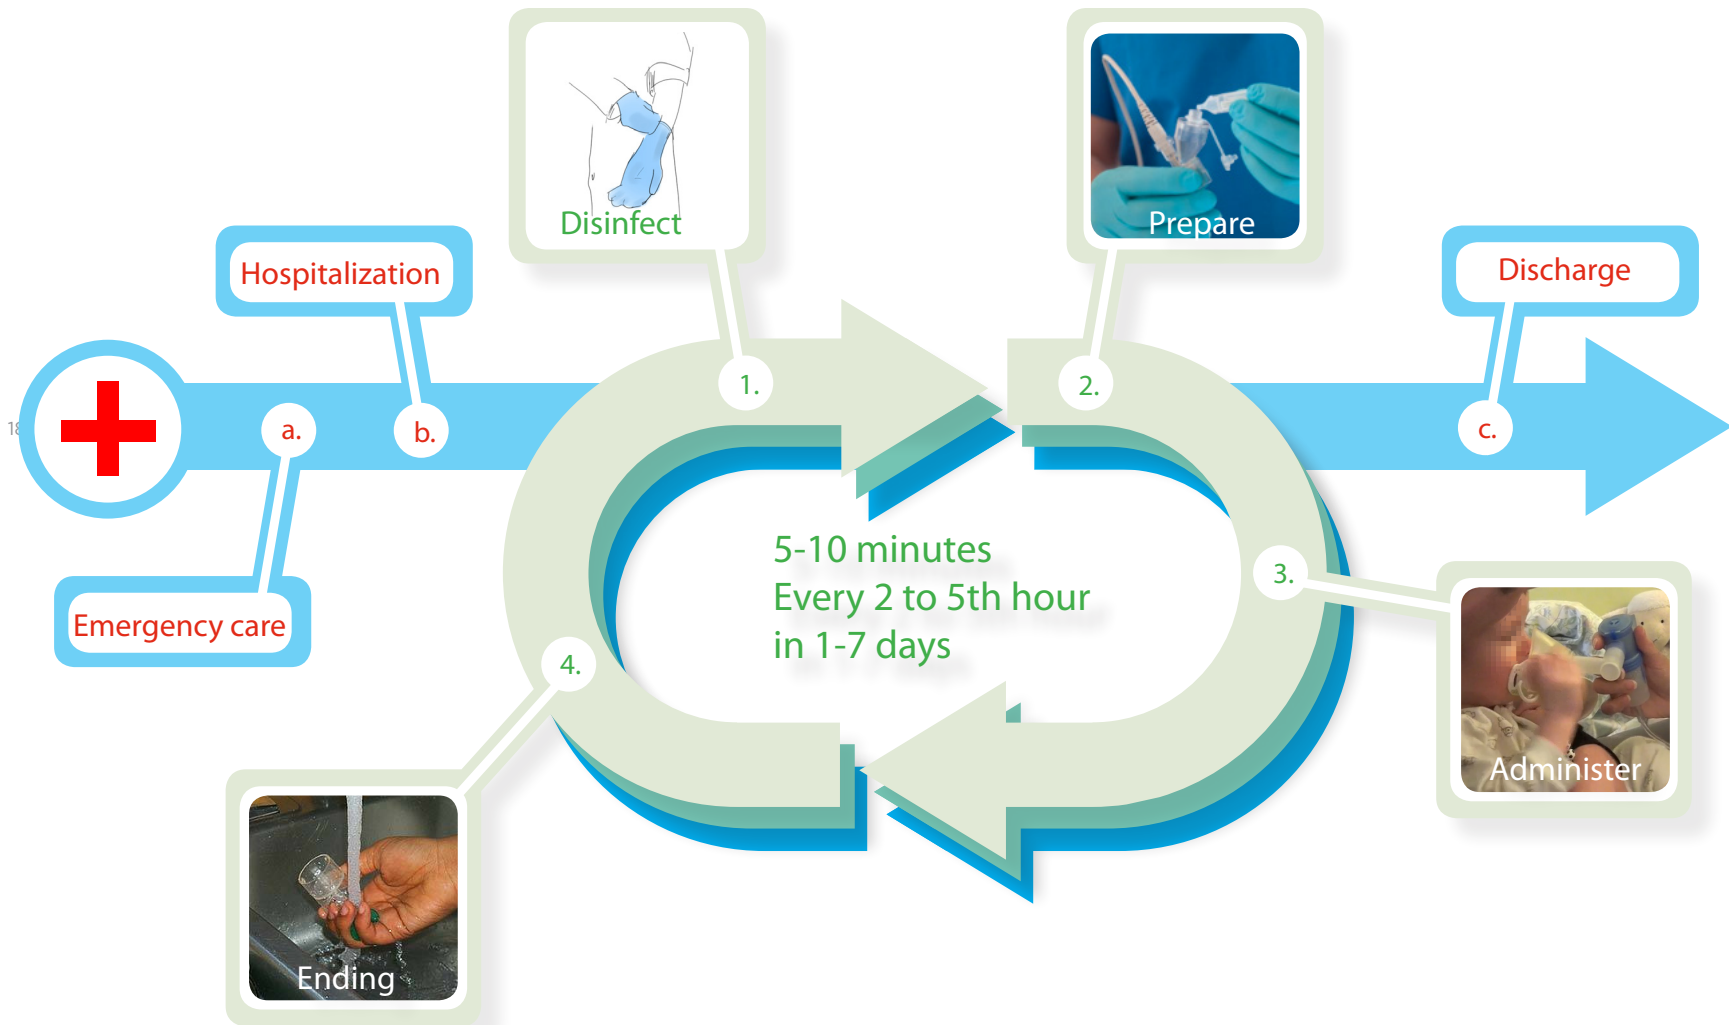 Disinfect
Prepare
Hospitalization
Discharge
1.
2.
18
a.
b.
c.
5-10 minutes
Every 2 to 5th hour
in 1-7 days
3.
Emergency care
4.
Administer
Ending